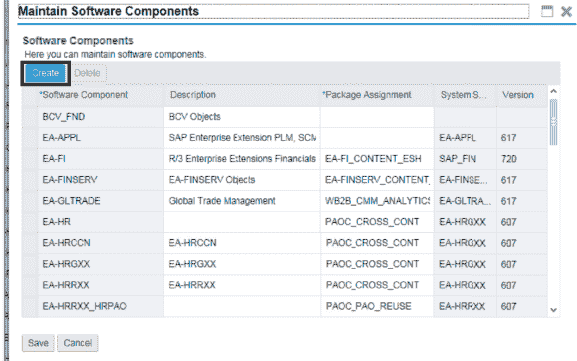 Maintain Software Components
Software Components
Here you can maintain software components.
Create Delete
*Software Component Description *Package Assignment System S... Version
BCV_FND BCV Objects
EA-APPL SAP Enterprise Extension PLM, SCM EA-APPL 617
EA-FI R/3 Enterprise Extensions Financials EA-FI_CONTENT_ESH SAP_FIN 720
EA-FINSERV EA-FINSERV Objects EA-FINSERV_CONTENT_ EA-FINSE... 617
EA-GLTRADE Global Trade Management WB2B_CMM_ANALYTICS EA-GLTRA... 617
EA-HR PAOC_CROSS_CONT EA-HRGXX 607
EA-HRCCN EA-HRCCN PAOC_CROSS_CONT EA-HRGXX 607
EA-HRGXX EA-HRGXX PAOC_CROSS_CONT EA-HRGXX 607
EA-HRRXX EA-HRRXX PAOC_CROSS_CONT EA-HRGXX 607
EA-HRRXX_HRPAO PAOC_PAO_REUSE EA-HRRXX 607
Save Cancel